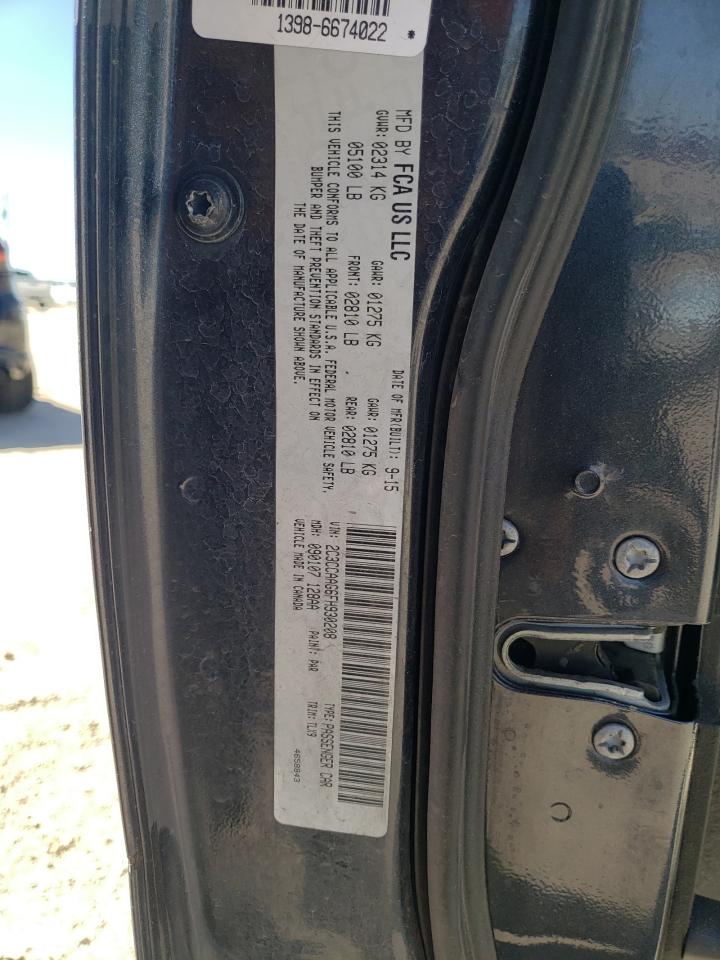 1398-6674022 *
MFD BY FCA US LLC
DATE OF MFR(BUILT): 9-15
GVWR: 02314 KG GAWR: 01275 KG GAWR: 01275 KG
05100 LB FRONT: 02810 LB , REAR: 02810 LB
THIS VEHICLE CONFORMS TO ALL APPLICABLE U.S.A. FEDERAL MOTOR VEHICLE SAFETY,
BUMPER AND THEFT PREVENTION STANDARDS IN EFFECT ON
THE DATE OF MANUFACTURE SHOWN ABOVE.
VIN: 2C3CCAAG6FH930208 TYPE: PASSENGER CAR
MDH: 090107 128AA PAINT: PAR TRIM: TLX9
VEHICLE MADE IN CANADA 4658843